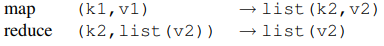 map (k1,v1) → list(k2,v2)
reduce (k2,list(v2)) → list(v2)